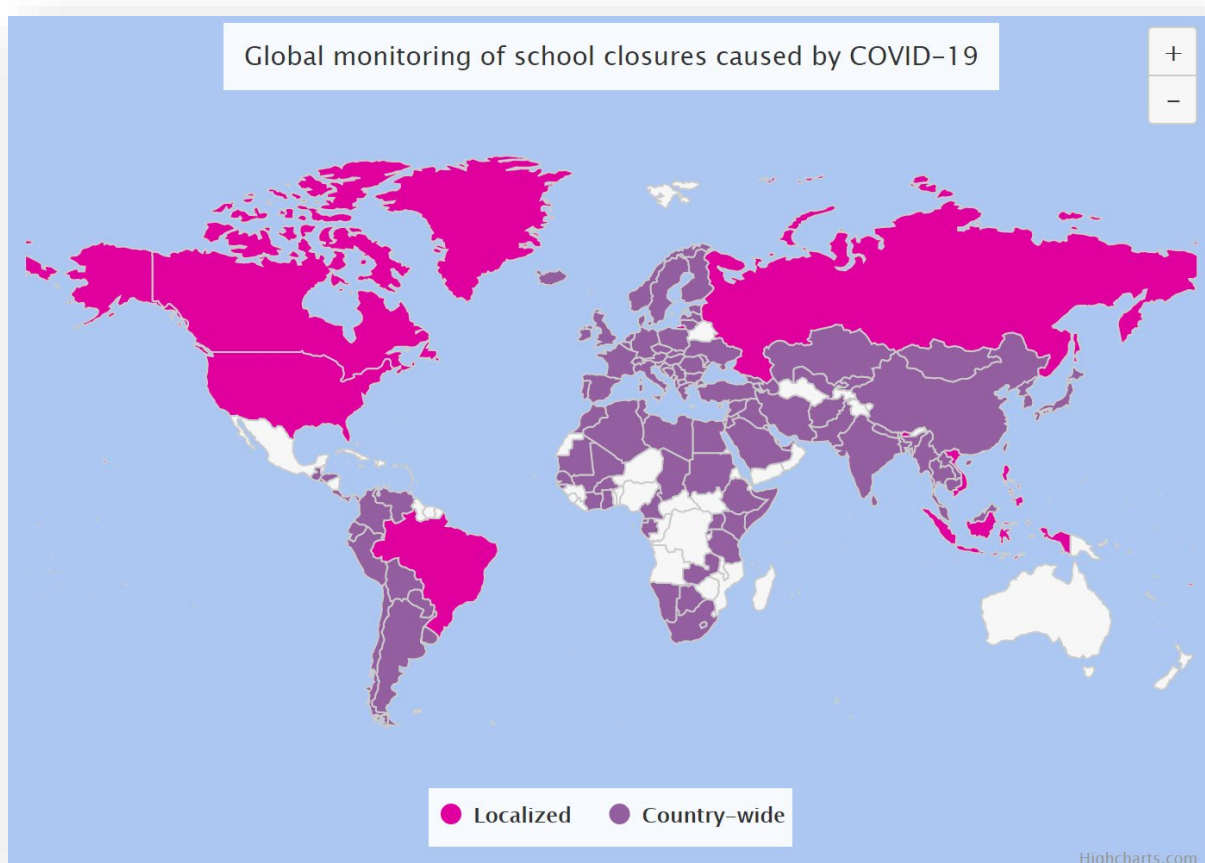 Global monitoring of school closures caused by COVID-19
+
-
Localized
Country-wide
Highcharts.com